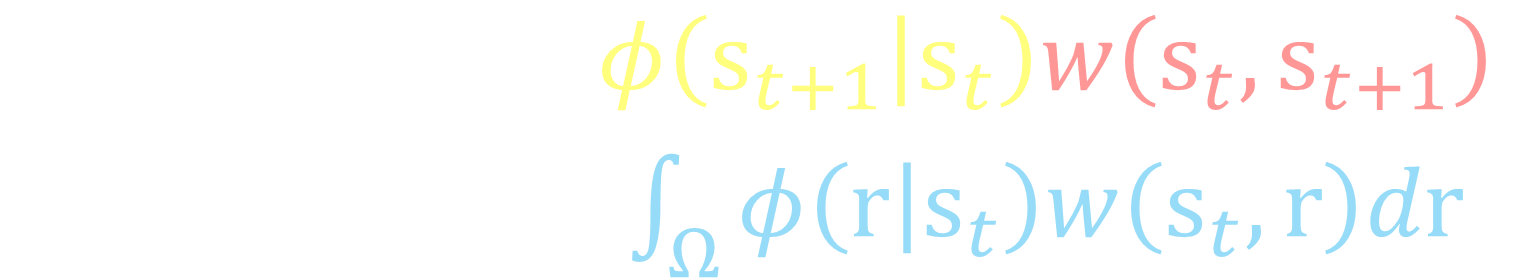 𝜙(s_{t+1}|s_t)w(s_t, s_{t+1})
∫_Ω 𝜙(r|s_t)w(s_t, r)dr